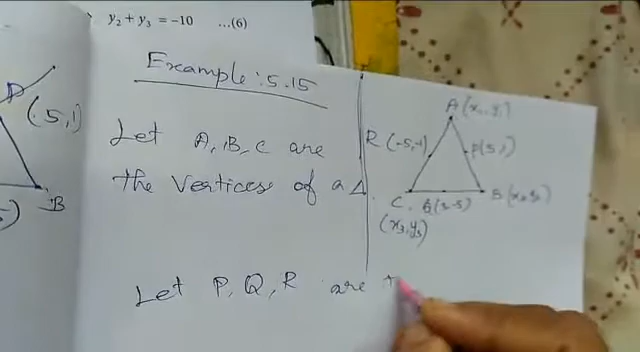 y₂ + y₃ = −10 ...(6)
Example : 5.15
P
(5,1)
B
Let A, B, C are
the Vertices of a Δ.
A (x₁, y₁)
R (-5,-1)
P(5,1)
C
Q(3,-5)
B (x₂, y₂)
(x₃, y₃)
Let P, Q, R are